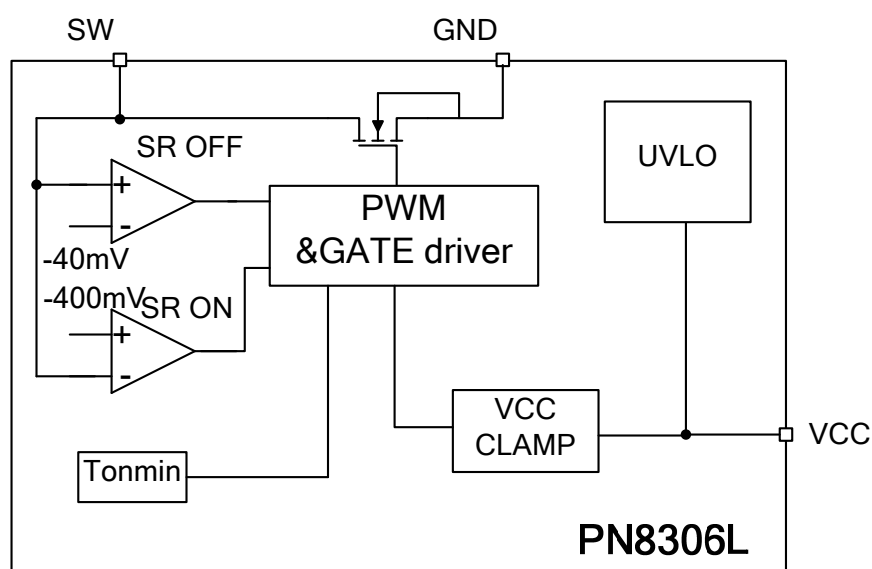 SW
GND
SR OFF
UVLO
+
-
-40mV
PWM
&GATE driver
-400mV
SR ON
+
-
VCC
CLAMP
VCC
Tonmin
PN8306L